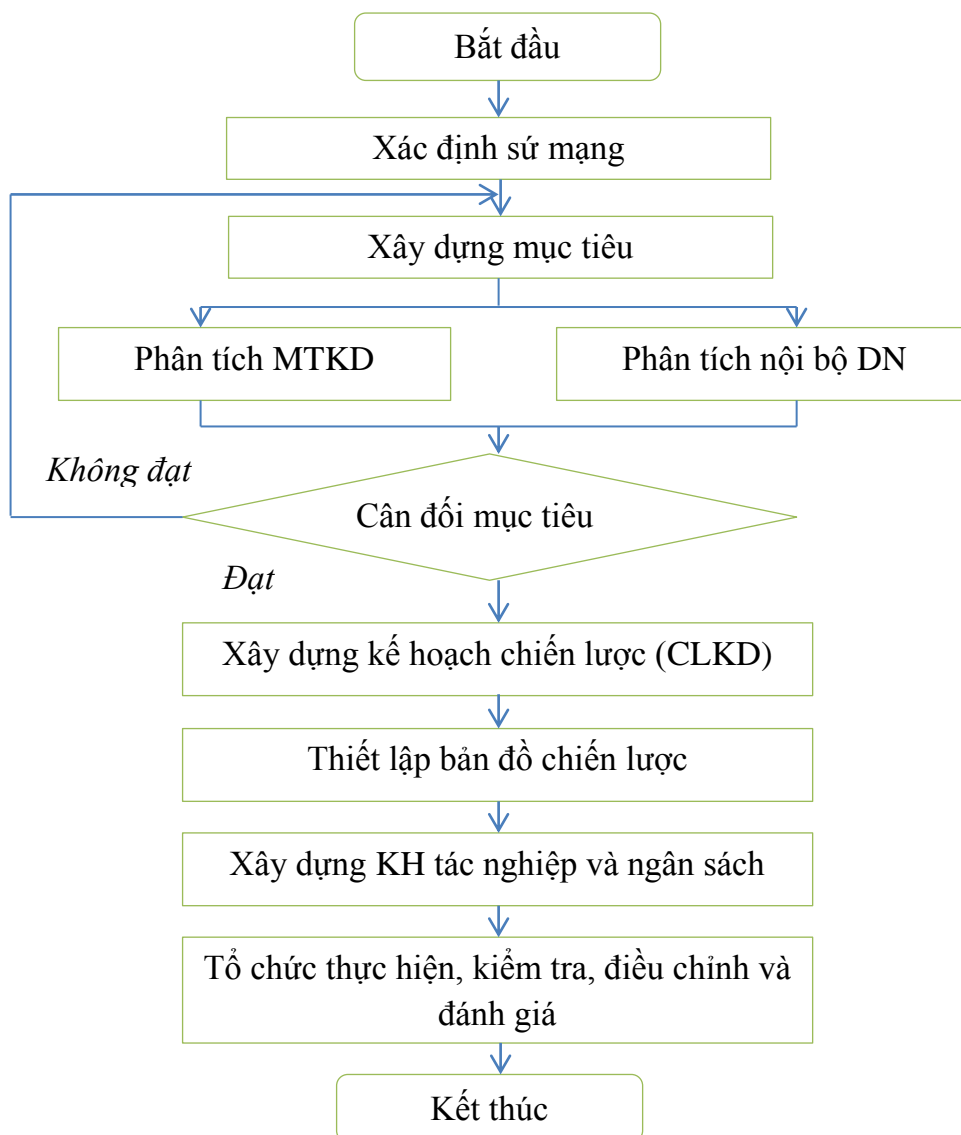 Bắt đầu
Xác định sứ mạng
Xây dựng mục tiêu
Phân tích MTKD
Phân tích nội bộ DN
Không đạt
Cân đối mục tiêu
Đạt
Xây dựng kế hoạch chiến lược (CLKD)
Thiết lập bản đồ chiến lược
Xây dựng KH tác nghiệp và ngân sách
Tổ chức thực hiện, kiểm tra, điều chỉnh và
đánh giá
Kết thúc